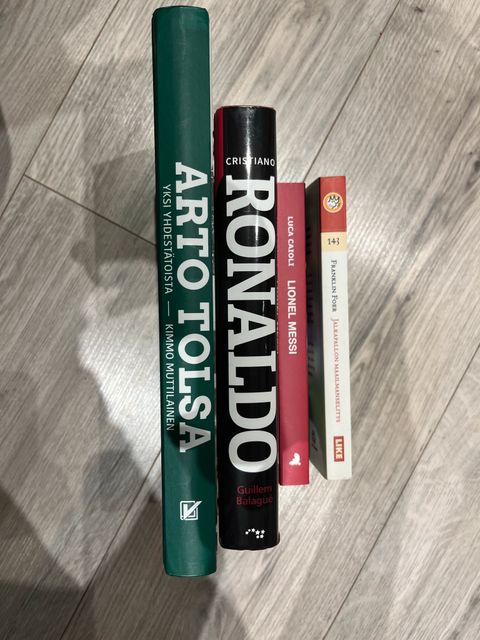 ARTO TOLSA
YKSI YHDESTÄTOISTA — KIMMO MUTTILAINEN
CRISTIANO
RONALDO
Guillem
Balagué
LUCA CAIOLI
LIONEL MESSI
143
FRANKLIN FOER
JALKAPALLON MAAILMANSELITYS
LIKE